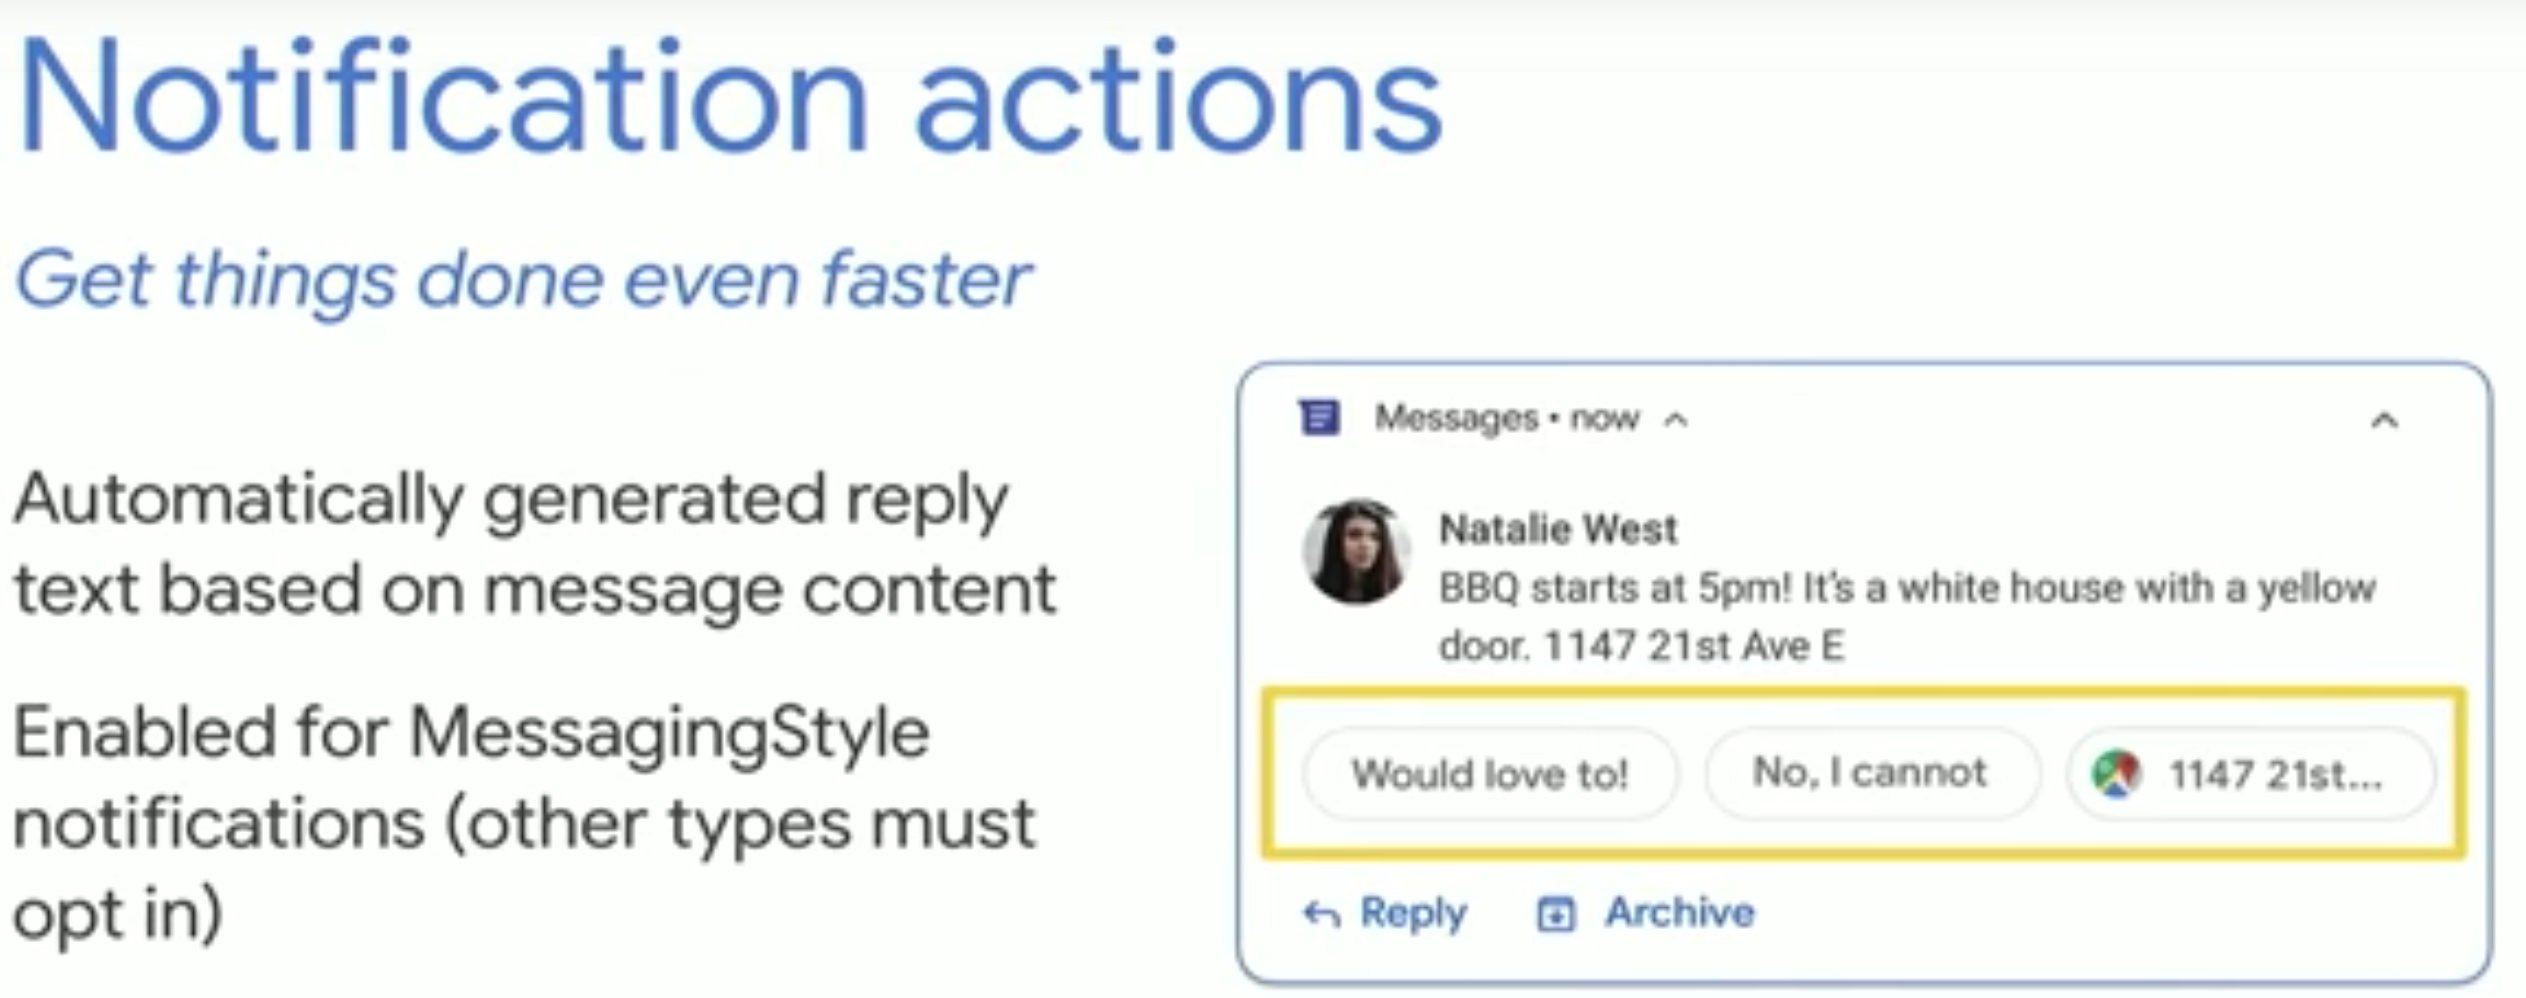 Notification actions
Get things done even faster
Automatically generated reply
text based on message content
Enabled for MessagingStyle
notifications (other types must
opt in)
Messages • now
Natalie West
BBQ starts at 5pm! It's a white house with a yellow
door. 1147 21st Ave E
Would love to! No, I cannot 1147 21st...
Reply Archive